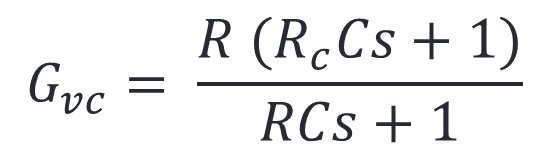 G_vc = R (R_c Cs + 1) / RCs + 1